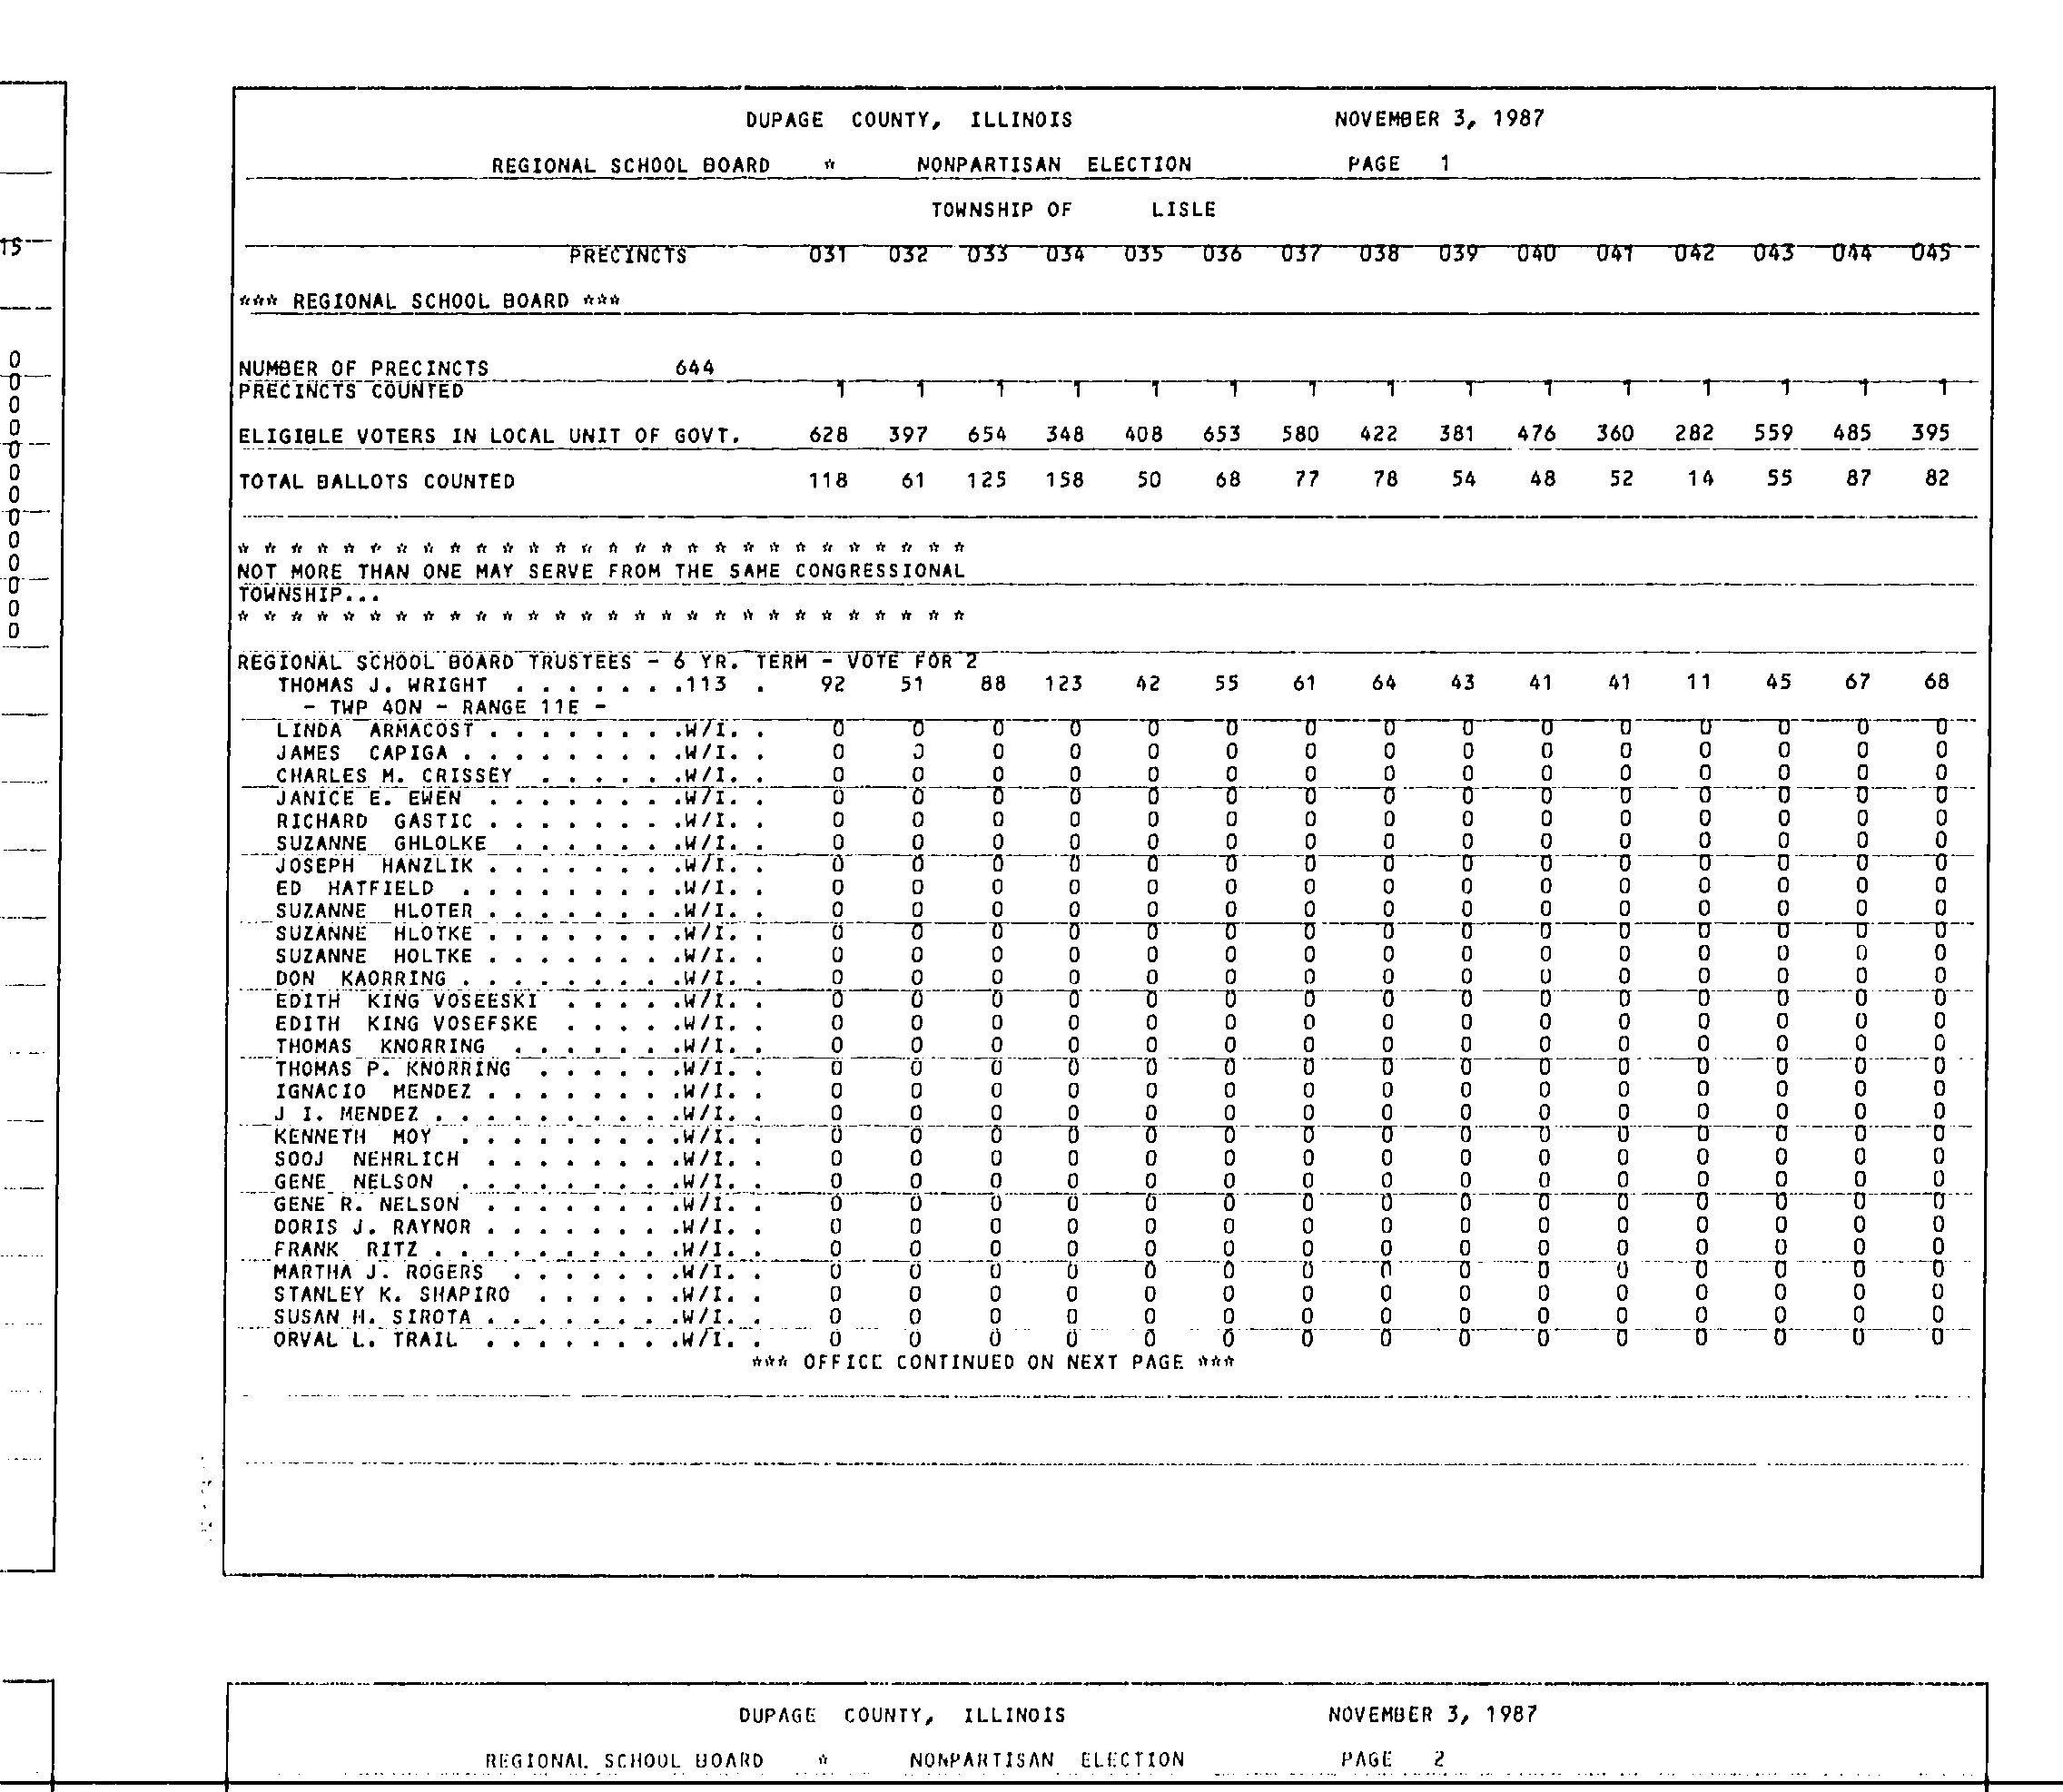 DUPAGE COUNTY, ILLINOIS NOVEMBER 3, 1987
REGIONAL SCHOOL BOARD * NONPARTISAN ELECTION PAGE 1
TOWNSHIP OF LISLE
15
PRECINCTS 031 032 033 034 035 036 037 038 039 040 041 042 043 044 045
*** REGIONAL SCHOOL BOARD ***
0
0
0
0
0
0
0
0
0
0
0
0
0
NUMBER OF PRECINCTS 644
PRECINCTS COUNTED 1 1 1 1 1 1 1 1 1 1 1 1 1 1 1
ELIGIBLE VOTERS IN LOCAL UNIT OF GOVT. 628 397 654 348 408 653 580 422 381 476 360 282 559 485 395
TOTAL BALLOTS COUNTED 118 61 125 158 50 68 77 78 54 48 52 14 55 87 82
* * * * * * * * * * * * * * * * * * * * * * * * * * * *
NOT MORE THAN ONE MAY SERVE FROM THE SAME CONGRESSIONAL
TOWNSHIP...
* * * * * * * * * * * * * * * * * * * * * * * * * * * *
REGIONAL SCHOOL BOARD TRUSTEES - 6 YR. TERM - VOTE FOR 2
THOMAS J. WRIGHT . . . . . . .113 . 92 51 88 123 42 55 61 64 43 41 41 11 45 67 68
- TWP 40N - RANGE 11E -
LINDA ARMACOST . . . . . . . .W/I. . 0 0 0 0 0 0 0 0 0 0 0 0 0 0 0
JAMES CAPIGA . . . . . . . . .W/I. . 0 0 0 0 0 0 0 0 0 0 0 0 0 0 0
CHARLES M. CRISSEY . . . . . .W/I. . 0 0 0 0 0 0 0 0 0 0 0 0 0 0 0
JANICE E. EWEN . . . . . . . .W/I. . 0 0 0 0 0 0 0 0 0 0 0 0 0 0 0
RICHARD GASTIC . . . . . . . .W/I. . 0 0 0 0 0 0 0 0 0 0 0 0 0 0 0
SUZANNE GHLOLKE . . . . . . .W/I. . 0 0 0 0 0 0 0 0 0 0 0 0 0 0 0
JOSEPH HANZLIK . . . . . . . .W/I. . 0 0 0 0 0 0 0 0 0 0 0 0 0 0 0
ED HATFIELD . . . . . . . . .W/I. . 0 0 0 0 0 0 0 0 0 0 0 0 0 0 0
SUZANNE HLOTER . . . . . . . .W/I. . 0 0 0 0 0 0 0 0 0 0 0 0 0 0 0
SUZANNE HLOTKE . . . . . . . .W/I. . 0 0 0 0 0 0 0 0 0 0 0 0 0 0 0
SUZANNE HOLTKE . . . . . . . .W/I. . 0 0 0 0 0 0 0 0 0 0 0 0 0 0 0
DON KAORRING . . . . . . . . .W/I. . 0 0 0 0 0 0 0 0 0 0 0 0 0 0 0
EDITH KING VOSEESKI . . . . .W/I. . 0 0 0 0 0 0 0 0 0 0 0 0 0 0 0
EDITH KING VOSEFSKE . . . . .W/I. . 0 0 0 0 0 0 0 0 0 0 0 0 0 0 0
THOMAS KNORRING . . . . . . .W/I. . 0 0 0 0 0 0 0 0 0 0 0 0 0 0 0
THOMAS P. KNORRING . . . . . .W/I. . 0 0 0 0 0 0 0 0 0 0 0 0 0 0 0
IGNACIO MENDEZ . . . . . . . .W/I. . 0 0 0 0 0 0 0 0 0 0 0 0 0 0 0
J I. MENDEZ . . . . . . . . . .W/I. . 0 0 0 0 0 0 0 0 0 0 0 0 0 0 0
KENNETH MOY . . . . . . . . .W/I. . 0 0 0 0 0 0 0 0 0 0 0 0 0 0 0
SOOJ NEHRLICH . . . . . . . .W/I. . 0 0 0 0 0 0 0 0 0 0 0 0 0 0 0
GENE NELSON . . . . . . . . .W/I. . 0 0 0 0 0 0 0 0 0 0 0 0 0 0 0
GENE R. NELSON . . . . . . . .W/I. . 0 0 0 0 0 0 0 0 0 0 0 0 0 0 0
DORIS J. RAYNOR . . . . . . . .W/I. . 0 0 0 0 0 0 0 0 0 0 0 0 0 0 0
FRANK RITZ . . . . . . . . . .W/I. . 0 0 0 0 0 0 0 0 0 0 0 0 0 0 0
MARTHA J. ROGERS . . . . . . .W/I. . 0 0 0 0 0 0 0 0 0 0 0 0 0 0 0
STANLEY K. SHAPIRO . . . . . .W/I. . 0 0 0 0 0 0 0 0 0 0 0 0 0 0 0
SUSAN H. SIROTA . . . . . . . .W/I. . 0 0 0 0 0 0 0 0 0 0 0 0 0 0 0
ORVAL L. TRAIL . . . . . . . .W/I. . 0 0 0 0 0 0 0 0 0 0 0 0 0 0 0
*** OFFICE CONTINUED ON NEXT PAGE ***
DUPAGE COUNTY, ILLINOIS NOVEMBER 3, 1987
REGIONAL SCHOOL BOARD * NONPARTISAN ELECTION PAGE 2